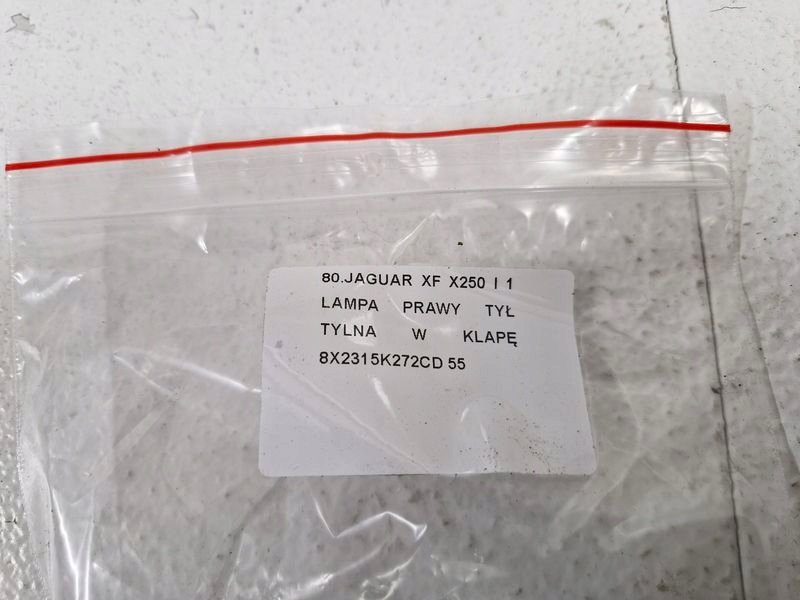 80.JAGUAR XF X250 I 1
LAMPA PRAWY TYŁ
TYLNA W KLAPĘ
8X2315K272CD 55